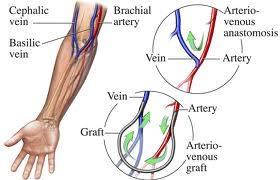 Cephalic
vein
Basilic
vein
Brachial
artery
Arterio-
venous
anastomosis
Vein
Artery
Vein
Artery
Graft
Arterio-
venous
graft